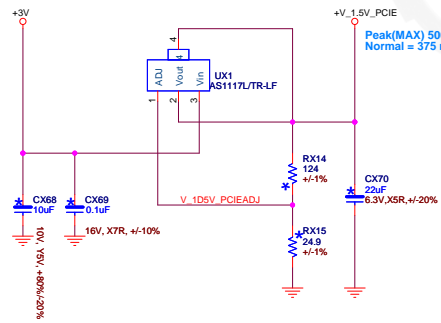 +3V
+V_1.5V_PCIE
Peak(MAX) 50
Normal = 375
4
4
UX1
AS1117L/TR-LF
ADJ
Vout
Vin
1
2
3
RX14
124
+/-1%
CX68
10uF
10V, Y5V, +80%/-20%
CX69
0.1uF
16V, X7R, +/-10%
V_1D5V_PCIEADJ
RX15
24.9
+/-1%
CX70
22uF
6.3V,X5R,+/-20%